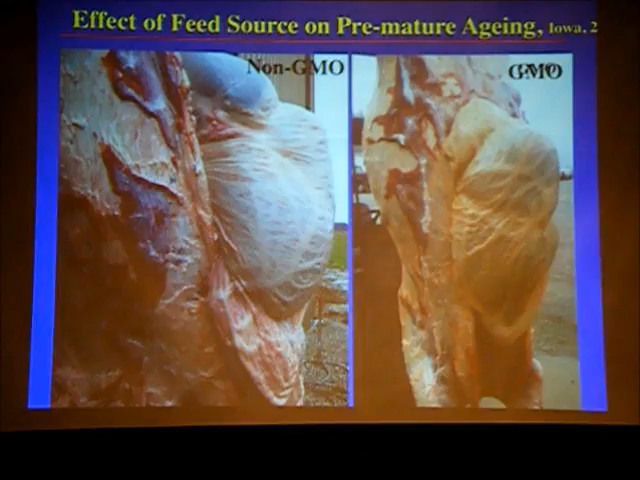 Effect of Feed Source on Pre-mature Ageing, Iowa, 2
Non-GMO
GMO